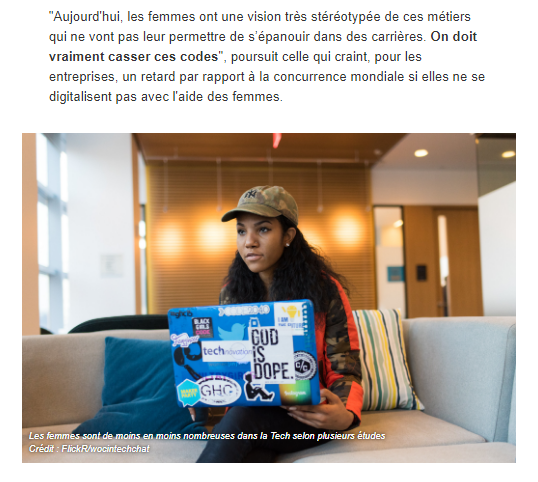 "Aujourd'hui, les femmes ont une vision très stéréotypée de ces métiers
qui ne vont pas leur permettre de s'épanouir dans des carrières. On doit
vraiment casser ces codes", poursuit celle qui craint, pour les
entreprises, un retard par rapport à la concurrence mondiale si elles ne se
digitalisent pas avec l'aide des femmes.
NY
BLACK
GIRLS
CODE
I AM
technovation
GOD
IS
DOPE.
GHC
Les femmes sont de moins en moins nombreuses dans la Tech selon plusieurs études
Crédit : FlickR/wocintechchat